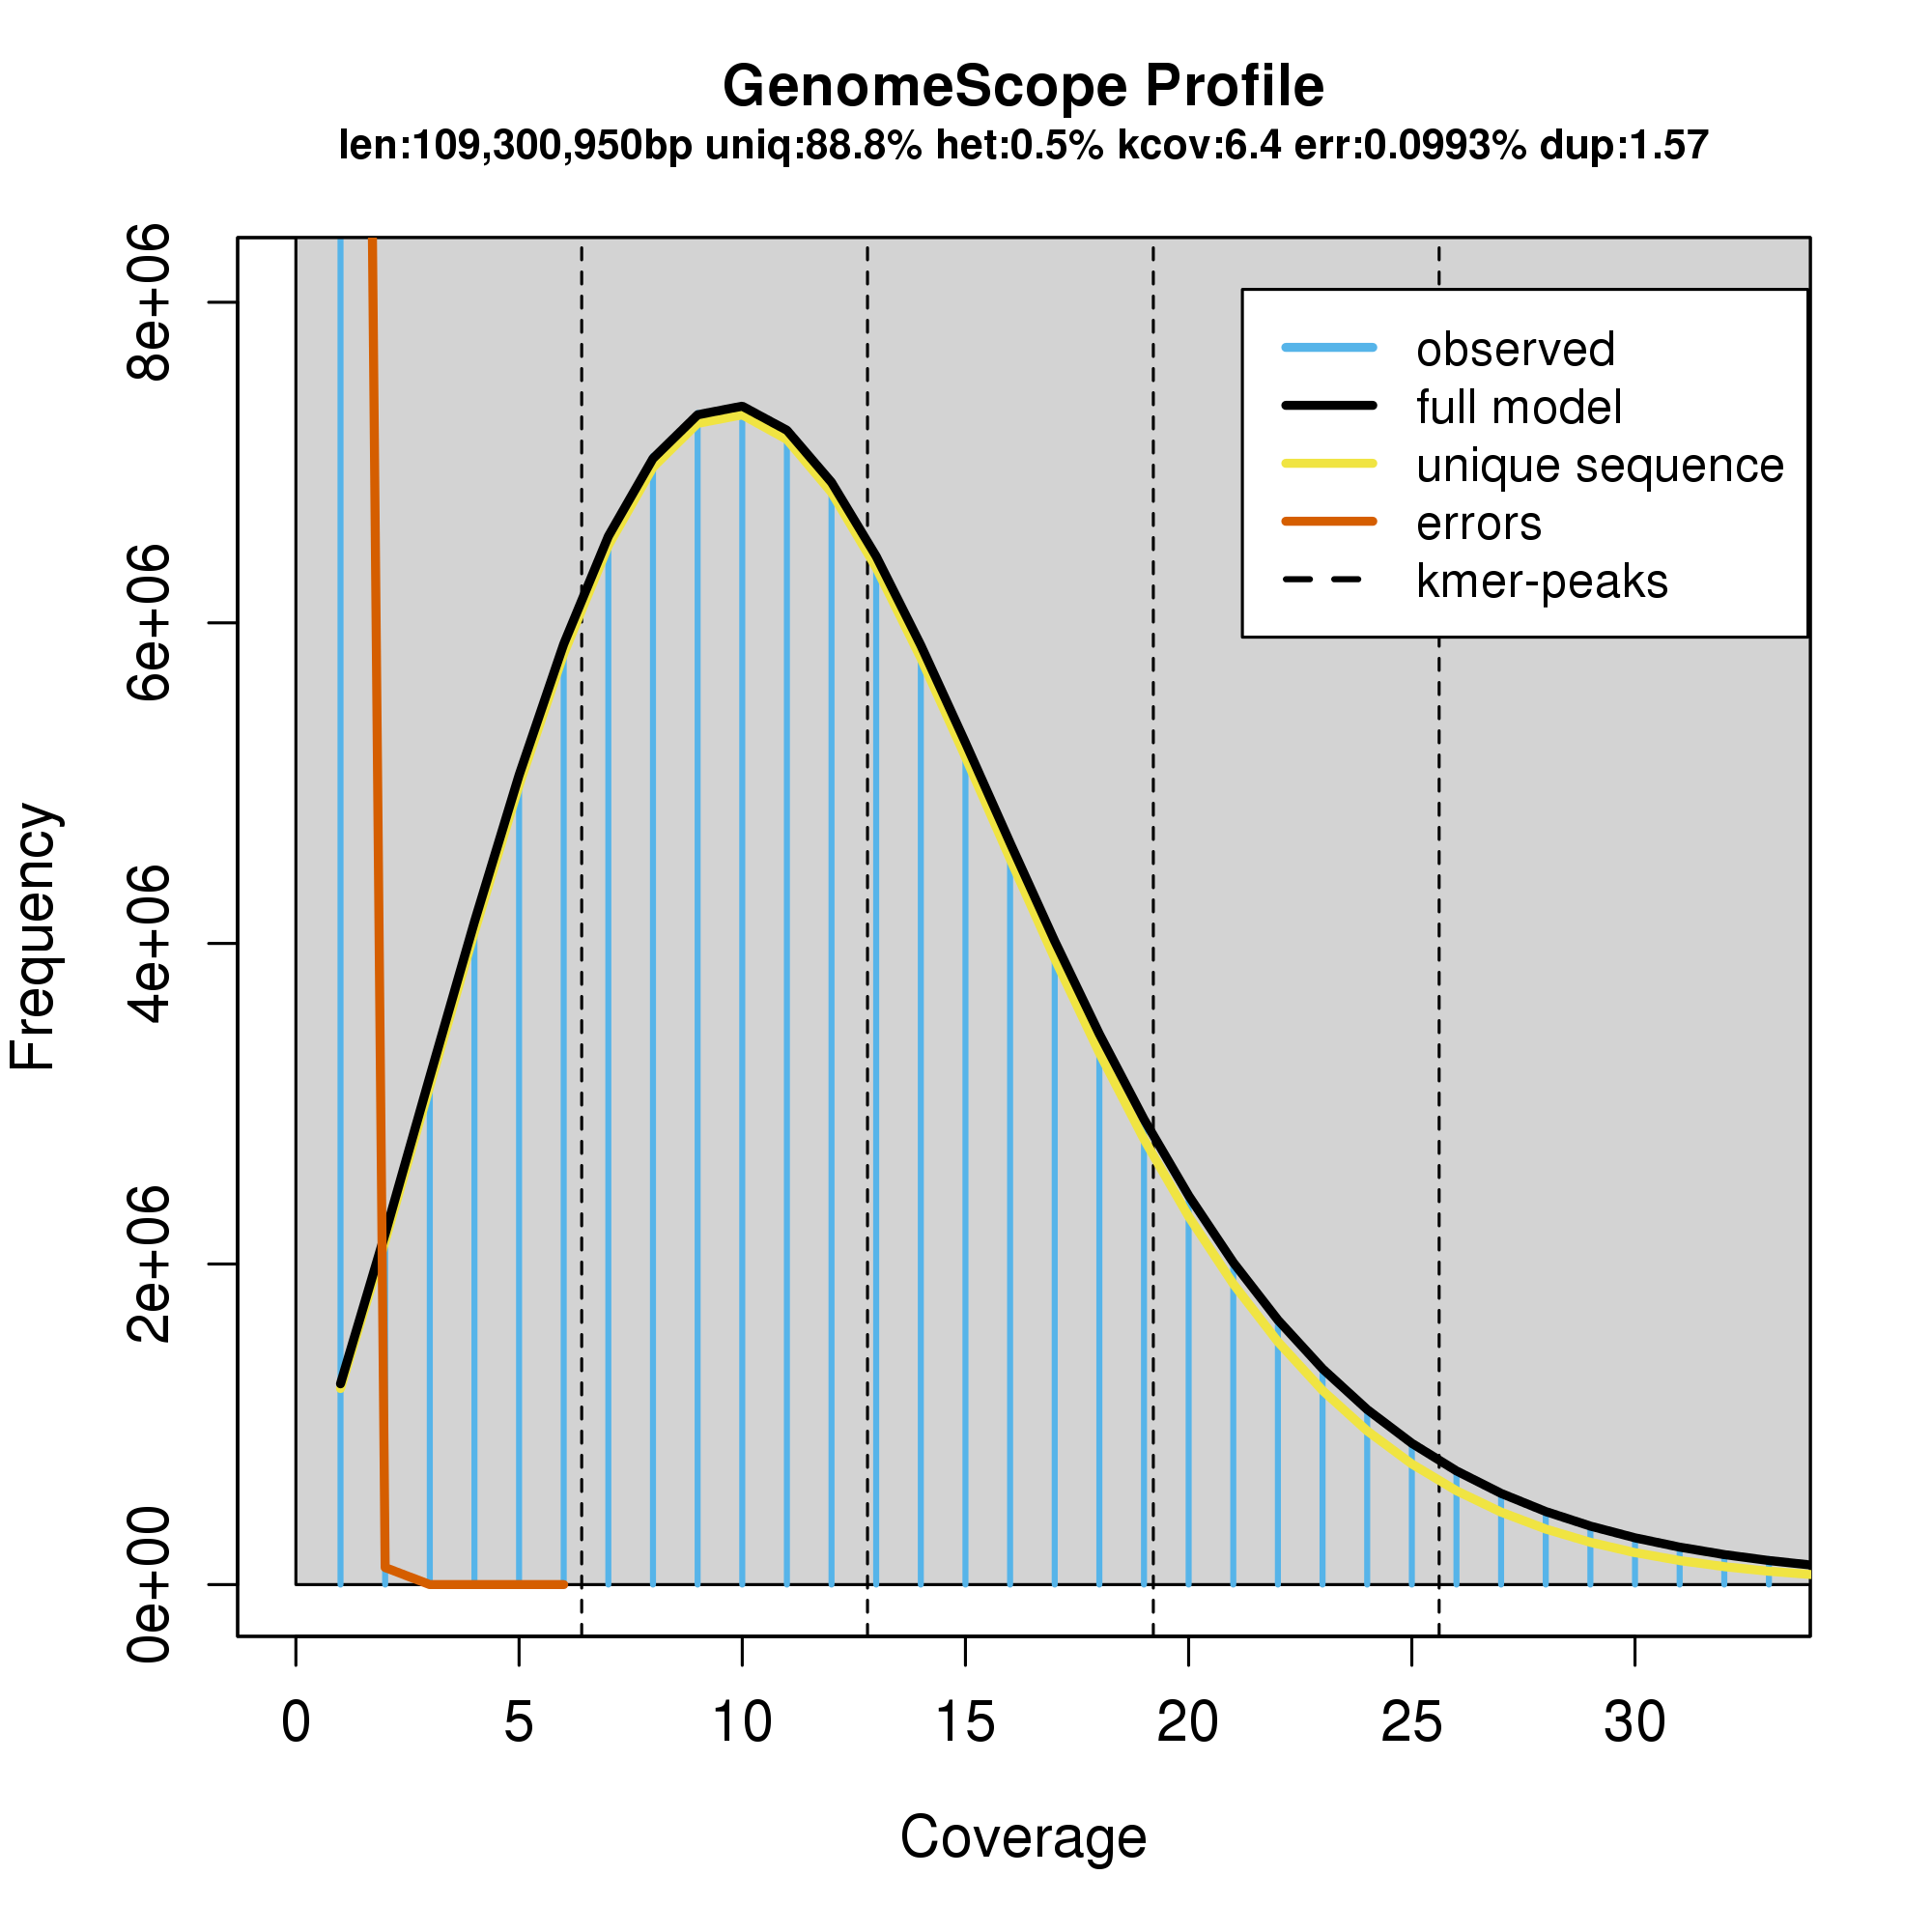 GenomeScope Profile
len:109,300,950bp uniq:88.8% het:0.5% kcov:6.4 err:0.0993% dup:1.57
8e+06
6e+06
4e+06
2e+06
0e+00
Frequency
observed
full model
unique sequence
errors
kmer-peaks
0 5 10 15 20 25 30
Coverage